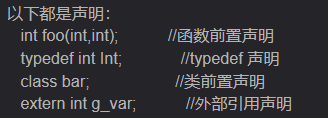 以下都是声明:
int foo(int,int); //函数前置声明
typedef int Int; //typedef 声明
class bar; //类前置声明
extern int g_var; //外部引用声明